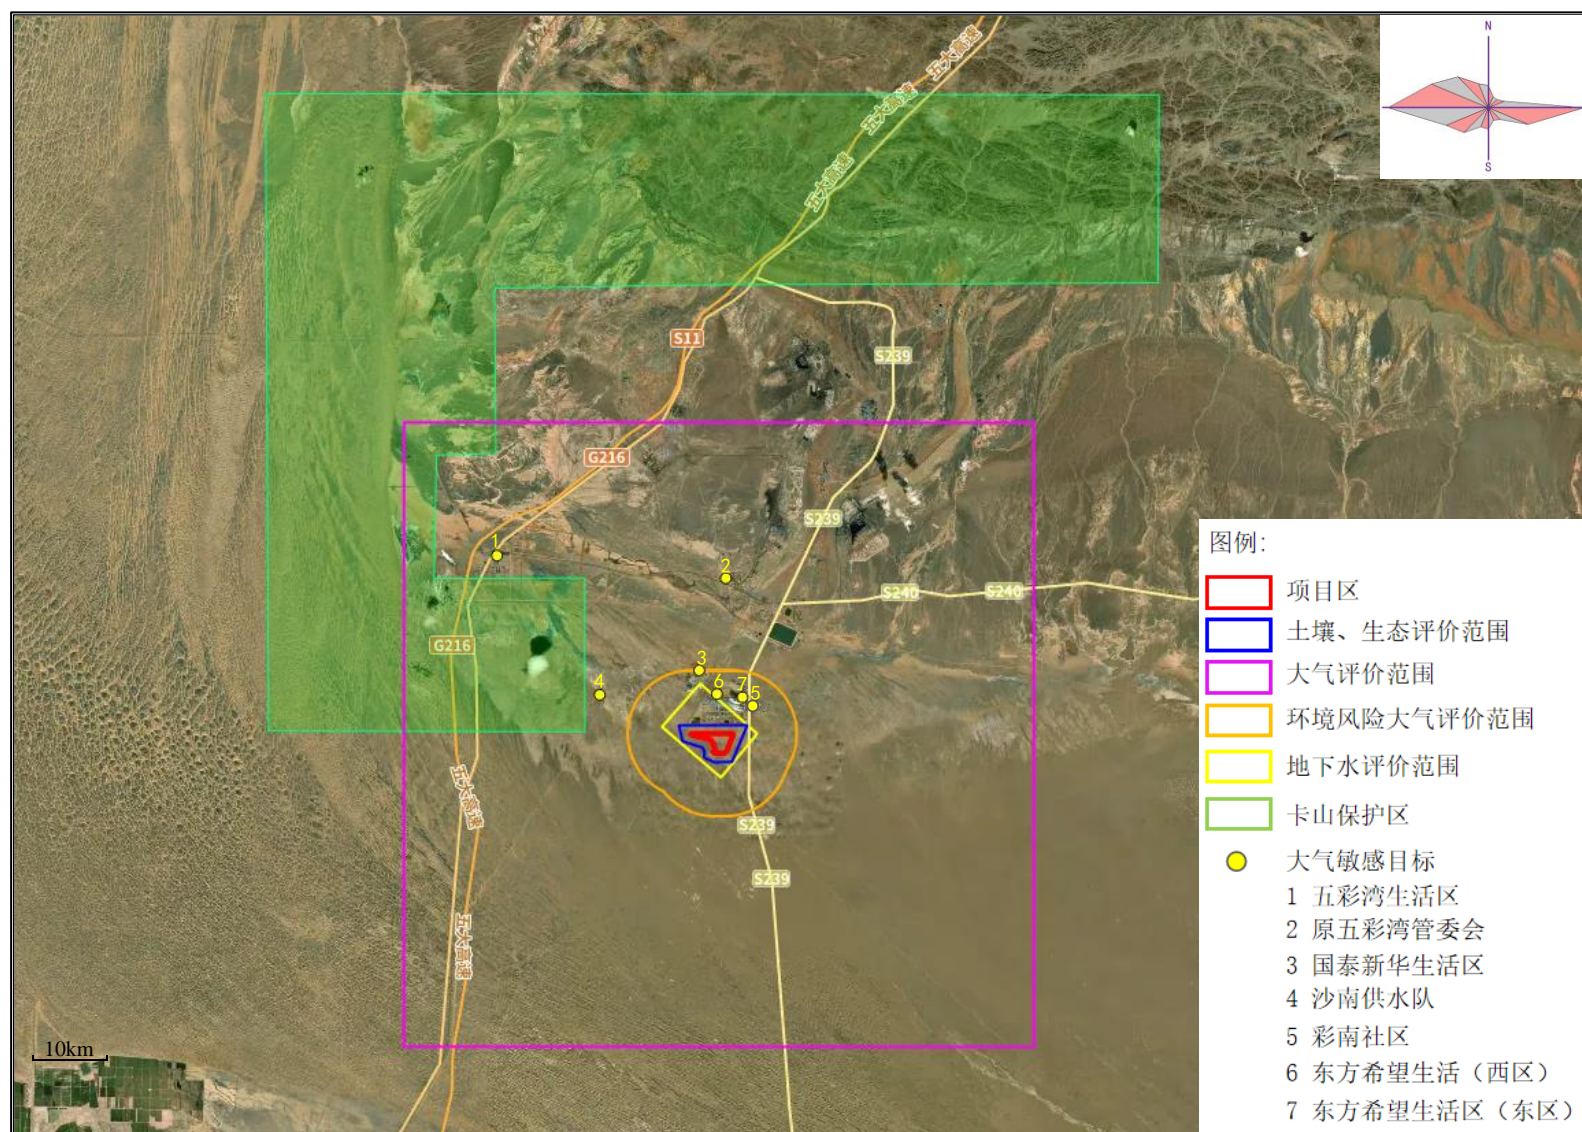 N
S
五大高速
五大高速
五大高速
S11
S239
G216
S239
1
2
S240
S240
G216
3
4
6
7
5
五大高速
S239
S239
五大高速
10km
图例:
项目区
土壤、生态评价范围
大气评价范围
环境风险大气评价范围
地下水评价范围
卡山保护区
大气敏感目标
1 五彩湾生活区
2 原五彩湾管委会
3 国泰新华生活区
4 沙南供水队
5 彩南社区
6 东方希望生活（西区）
7 东方希望生活区（东区）